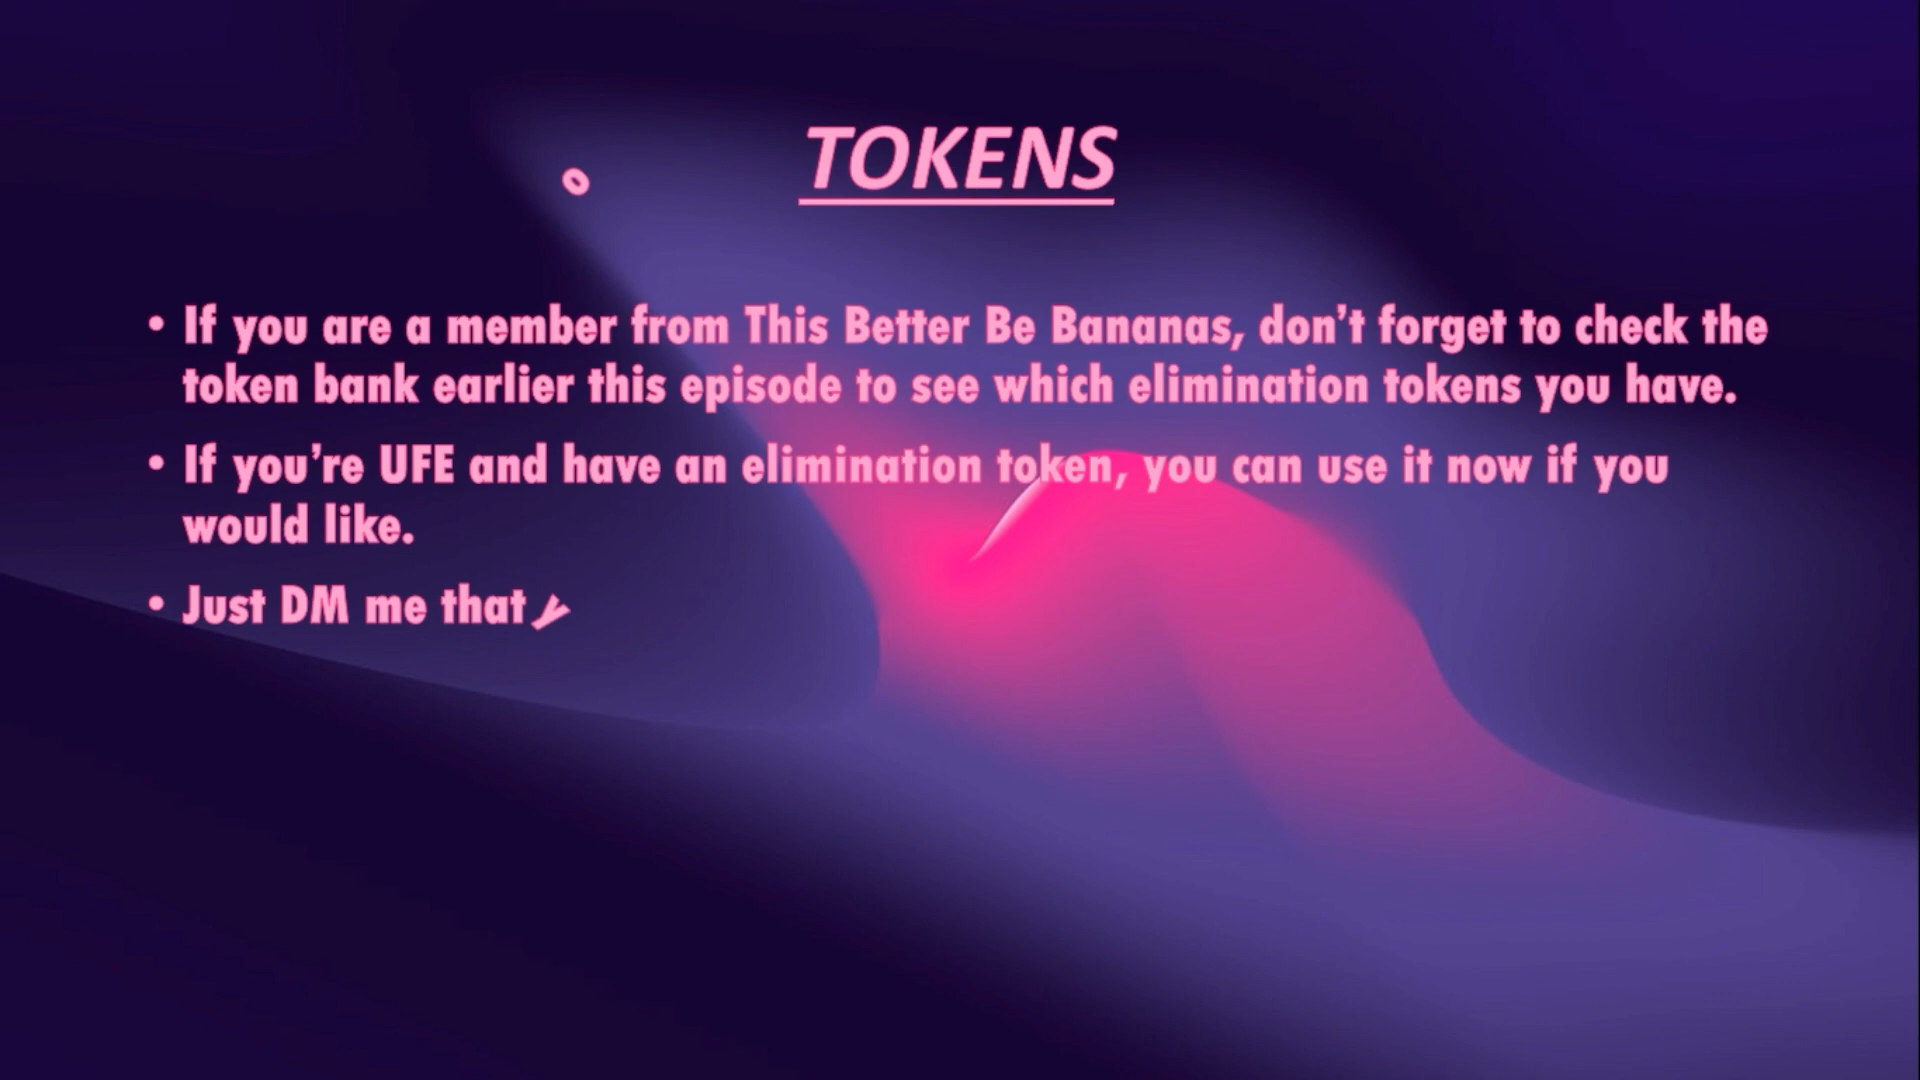 TOKENS
• If you are a member from This Better Be Bananas, don't forget to check the
token bank earlier this episode to see which elimination tokens you have.
• If you're UFE and have an elimination token, you can use it now if you
would like.
• Just DM me that y
o